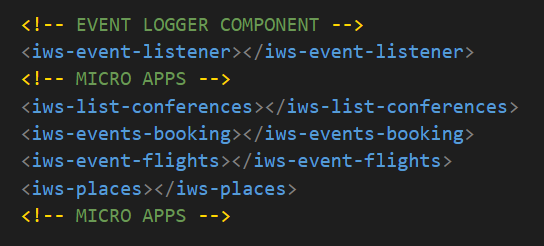 <!-- EVENT LOGGER COMPONENT -->
<iws-event-listener></iws-event-listener>
<!-- MICRO APPS -->
<iws-list-conferences></iws-list-conferences>
<iws-events-booking></iws-events-booking>
<iws-event-flights></iws-event-flights>
<iws-places></iws-places>
<!-- MICRO APPS -->